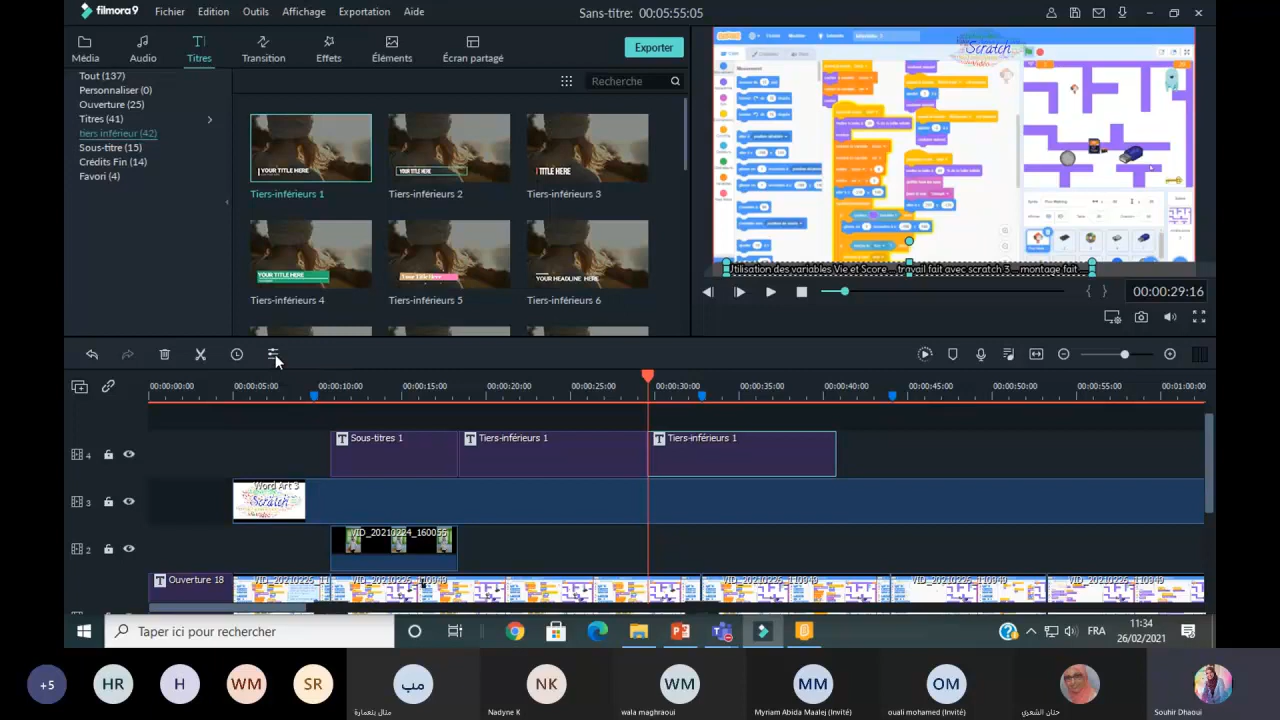 filmora9 Fichier Edition Outils Affichage Exportation Aide Sans-titre: 00:05:55:05
Média Audio Titres Transition Effets Éléments Écran partagé Exporter
Tout (137)
Personnaliser (0)
Ouverture (25)
Titres (41)
tiers inférieur (42)
Sous-titre (15)
Crédits Fin (14)
Favori (4)
Recherche
YOUR TITLE HERE
YOUR TITLE HERE
TITLE HERE
Tiers-inférieurs 1 Tiers-inférieurs 2 Tiers-inférieurs 3
YOUR TITLE HERE
YOUR TITLE HERE
YOUR HEADLINE HERE
Tiers-inférieurs 4 Tiers-inférieurs 5 Tiers-inférieurs 6
Scratch
Utilisation des variables Vie et Score... travail fait avec scratch 3... montage fait
{ } 00:00:29:16
00:00:00:00 00:00:05:00 00:00:10:00 00:00:15:00 00:00:20:00 00:00:25:00 00:00:30:00 00:00:35:00 00:00:40:00 00:00:45:00 00:00:50:00 00:00:55:00 00:01:00:00
4 T Sous-titres 1 T Tiers-inférieurs 1 T Tiers-inférieurs 1
3 Word Art 3
Scratch
2 VID_20210224_160055
T Ouverture 18 VID_20210226_11 VID_20210226_110949 VID_20210226_110949 VID_20210226_110949 VID_20210226_110949
Taper ici pour rechercher FRA 11:34
26/02/2021
+5 HR H WM SR مب NK WM MM OM
منال بنعمارة Nadyne K wala maghraoui Myriam Abida Maalej (Invité) ouali mohamed (Invité) حنان الشعري Souhir Dhaoui